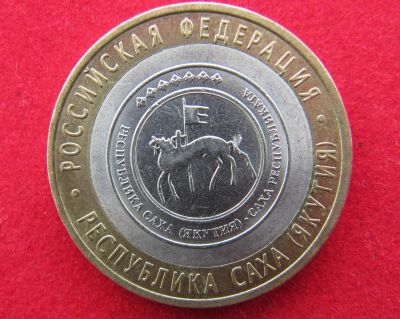 РОССИЙСКАЯ ФЕДЕРАЦИЯ
РЕСПУБЛИКА САХА (ЯКУТИЯ)
РЕСПУБЛИКА САХА (ЯКУТИЯ) • САХА РЕСПУБЛИКАТА